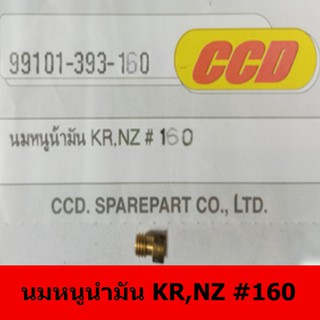 99101-393-160
CCD
นมหนูน้ำมัน KR,NZ # 160
CCD. SPAREPART CO., LTD.
นมหนูน้ำมัน KR,NZ #160